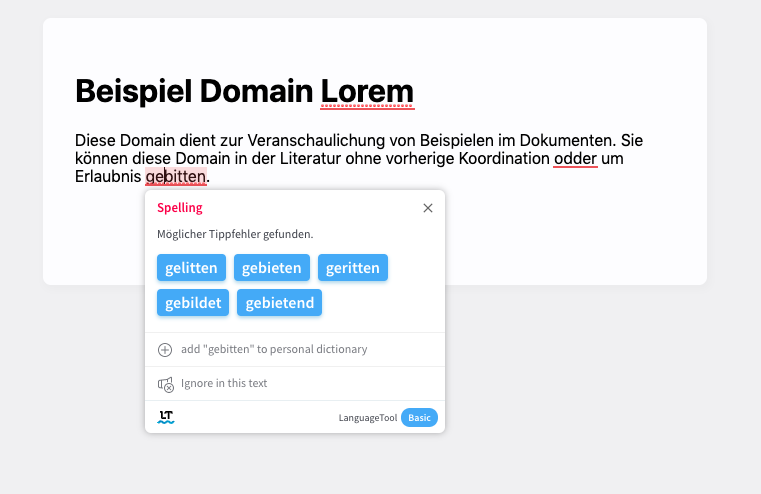 Beispiel Domain Lorem
Diese Domain dient zur Veranschaulichung von Beispielen im Dokumenten. Sie
können diese Domain in der Literatur ohne vorherige Koordination odder um
Erlaubnis gebitten.
Spelling
Möglicher Tippfehler gefunden.
gelitten gebieten geritten
gebildet gebietend
add "gebitten" to personal dictionary
Ignore in this text
LT LanguageTool Basic